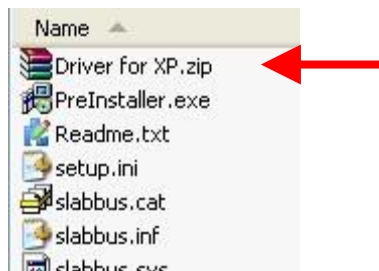 Name
Driver for XP.zip
PreInstaller.exe
Readme.txt
setup.ini
slabbus.cat
slabbus.inf
slabbus.sys